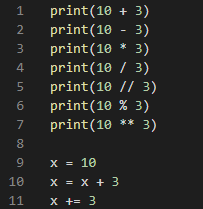 1 print(10 + 3)
2 print(10 - 3)
3 print(10 * 3)
4 print(10 / 3)
5 print(10 // 3)
6 print(10 % 3)
7 print(10 ** 3)
8
9 x = 10
10 x = x + 3
11 x += 3